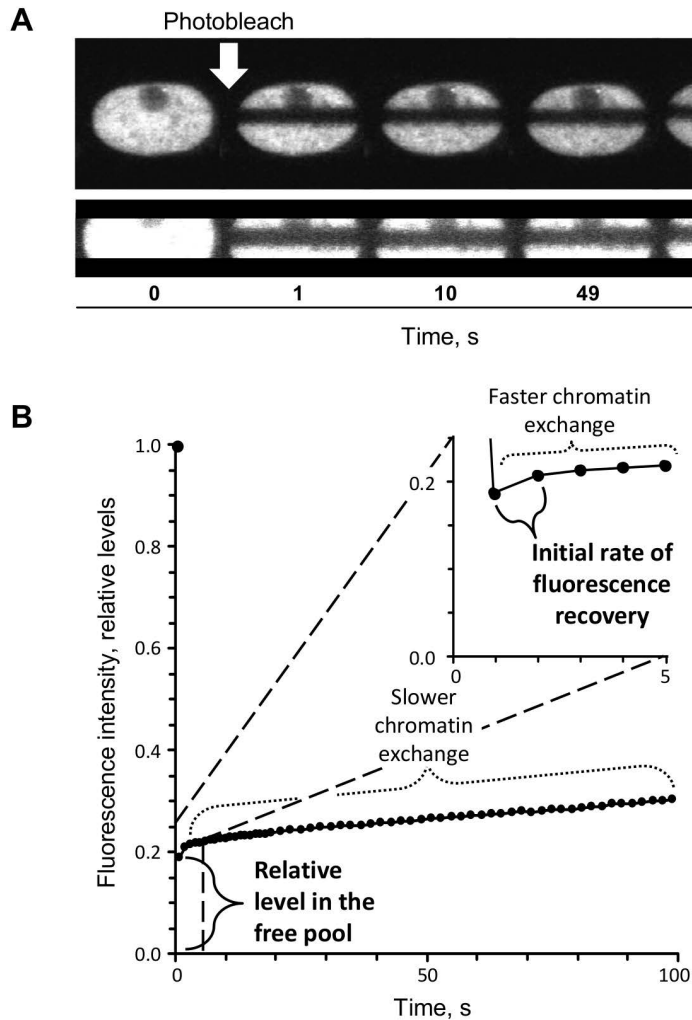 A
Photobleach
0 1 10 49
Time, s
B
Faster chromatin
exchange
0.2
Initial rate of
fluorescence
recovery
0.0
0 5
Slower
chromatin
exchange
Fluorescence intensity, relative levels
1.0
0.8
0.6
0.4
0.2
0.0
Relative
level in the
free pool
0 50 100
Time, s